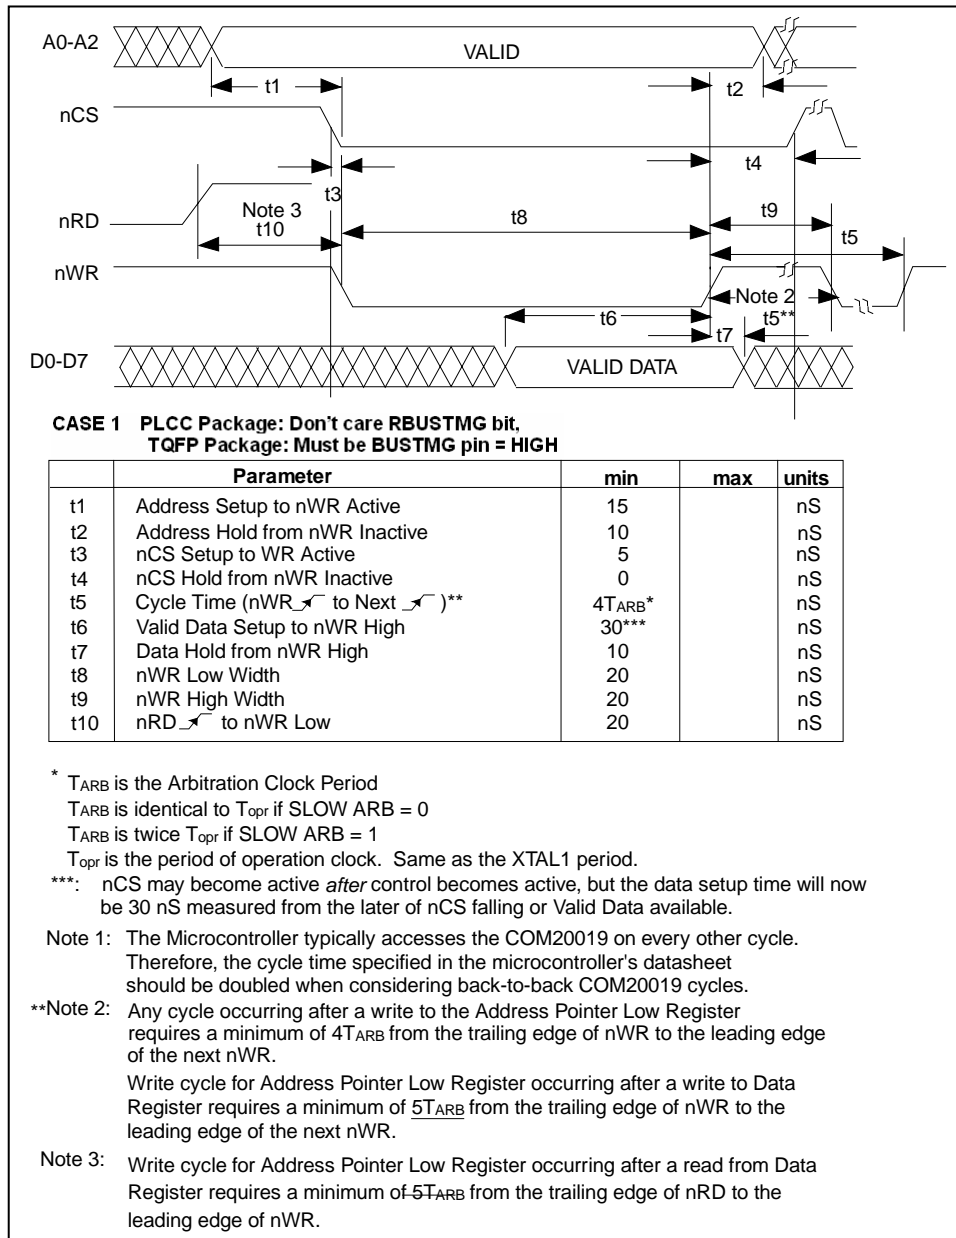 A0-A2
VALID
t1
t2
nCS
t4
t3
nRD
Note 3
t10
t8
t9
t5
nWR
Note 2
t5**
t6
t7
D0-D7
VALID DATA
CASE 1 PLCC Package: Don't care RBUSTMG bit,
TQFP Package: Must be BUSTMG pin = HIGH
Parameter min max units
t1 Address Setup to nWR Active 15 nS
t2 Address Hold from nWR Inactive 10 nS
t3 nCS Setup to WR Active 5 nS
t4 nCS Hold from nWR Inactive 0 nS
t5 Cycle Time (nWR to Next )** 4TARB* nS
t6 Valid Data Setup to nWR High 30*** nS
t7 Data Hold from nWR High 10 nS
t8 nWR Low Width 20 nS
t9 nWR High Width 20 nS
t10 nRD to nWR Low 20 nS
* TARB is the Arbitration Clock Period
TARB is identical to Topr if SLOW ARB = 0
TARB is twice Topr if SLOW ARB = 1
Topr is the period of operation clock. Same as the XTAL1 period.
***: nCS may become active after control becomes active, but the data setup time will now
be 30 nS measured from the later of nCS falling or Valid Data available.
Note 1: The Microcontroller typically accesses the COM20019 on every other cycle.
Therefore, the cycle time specified in the microcontroller's datasheet
should be doubled when considering back-to-back COM20019 cycles.
**Note 2: Any cycle occurring after a write to the Address Pointer Low Register
requires a minimum of 4TARB from the trailing edge of nWR to the leading edge
of the next nWR.
Write cycle for Address Pointer Low Register occurring after a write to Data
Register requires a minimum of 5TARB from the trailing edge of nWR to the
leading edge of the next nWR.
Note 3: Write cycle for Address Pointer Low Register occurring after a read from Data
Register requires a minimum of 5TARB from the trailing edge of nRD to the
leading edge of nWR.